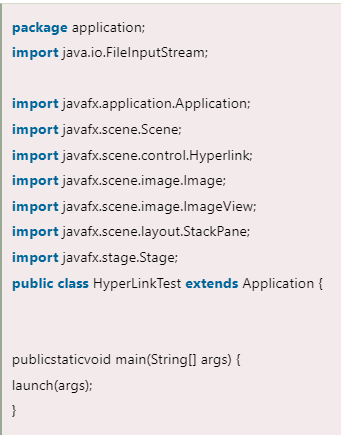 package application;
import java.io.FileInputStream;
import javafx.application.Application;
import javafx.scene.Scene;
import javafx.scene.control.Hyperlink;
import javafx.scene.image.Image;
import javafx.scene.image.ImageView;
import javafx.scene.layout.StackPane;
import javafx.stage.Stage;
public class HyperLinkTest extends Application {
publicstaticvoid main(String[] args) {
launch(args);
}